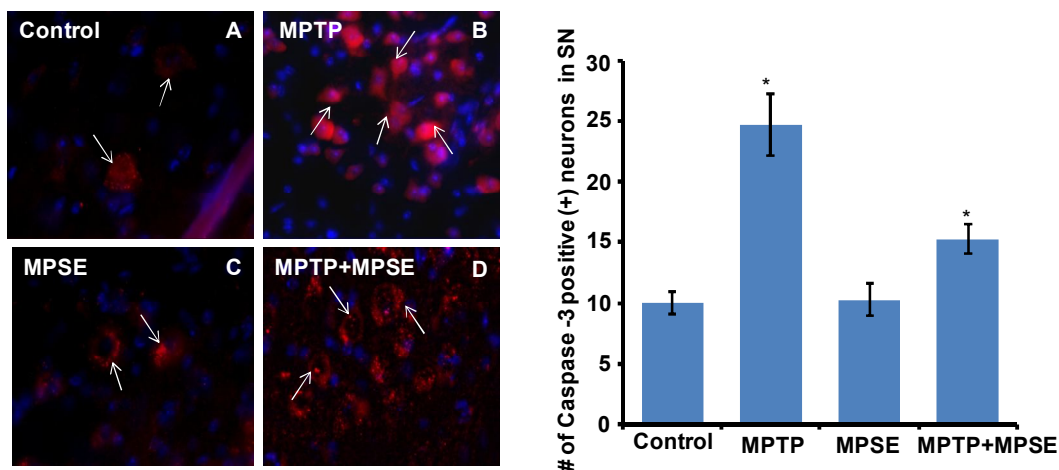 Control A
MPTP B
MPSE C
MPTP+MPSE D
# of Caspase -3 positive (+) neurons in SN
30
25
20
15
10
5
0
*
*
Control MPTP MPSE MPTP+MPSE